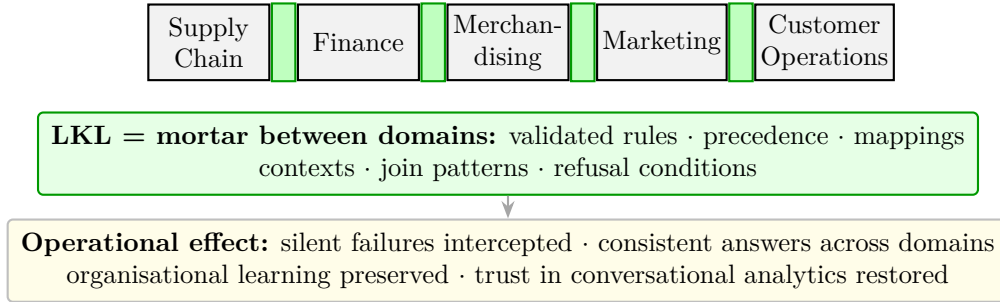 Supply
Chain
Finance
Merchan-
dising
Marketing
Customer
Operations
LKL = mortar between domains: validated rules · precedence · mappings
contexts · join patterns · refusal conditions
Operational effect: silent failures intercepted · consistent answers across domains
organisational learning preserved · trust in conversational analytics restored